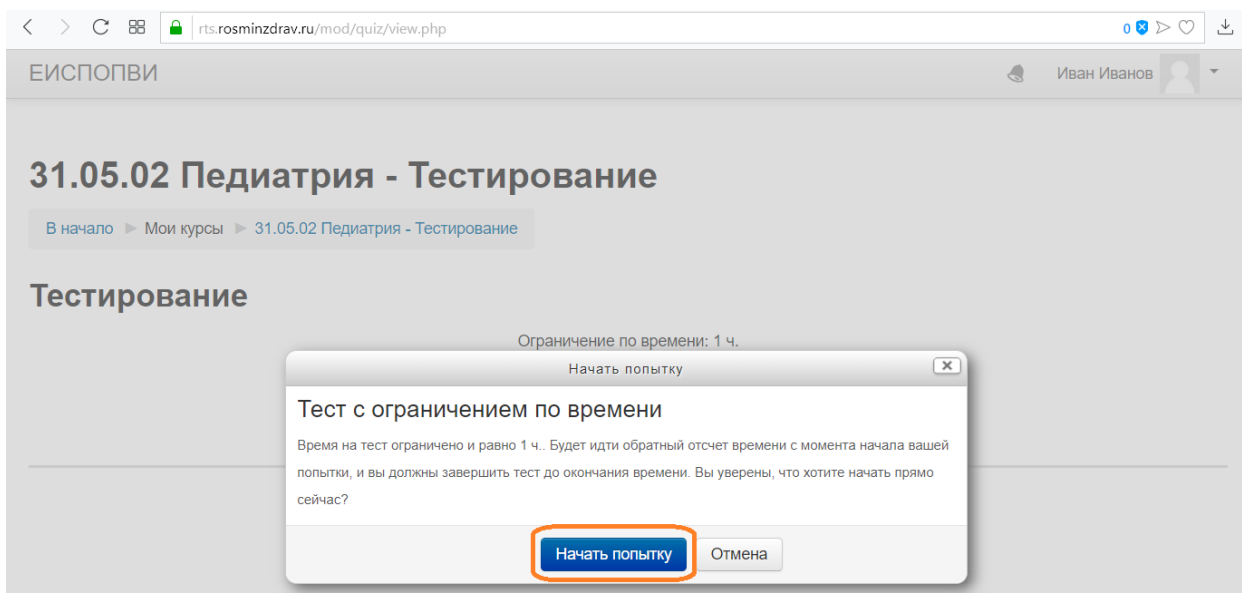 rts.rosminzdrav.ru/mod/quiz/view.php 0
ЕИСПОПВИ Иван Иванов
31.05.02 Педиатрия - Тестирование
В начало ▶ Мои курсы ▶ 31.05.02 Педиатрия - Тестирование
Тестирование
Ограничение по времени: 1 ч.
Начать попытку
Тест с ограничением по времени
Время на тест ограничено и равно 1 ч.. Будет идти обратный отсчет времени с момента начала вашей
попытки, и вы должны завершить тест до окончания времени. Вы уверены, что хотите начать прямо
сейчас?
Начать попытку Отмена